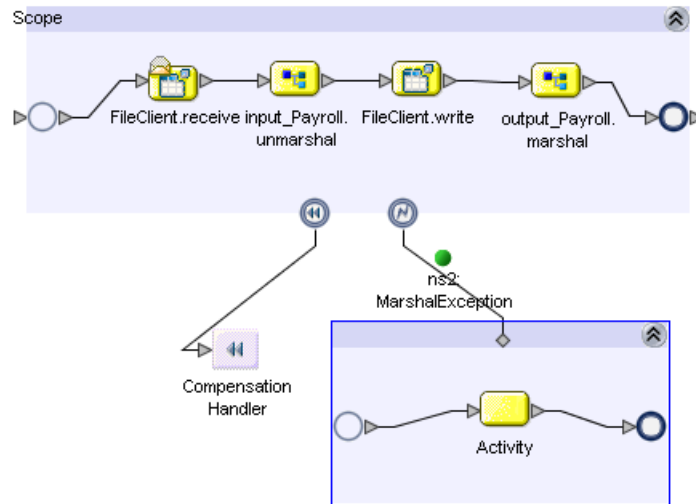 Scope
FileClient.receive
input_Payroll.
unmarshal
FileClient.write
output_Payroll.
marshal
ns2:
MarshalException
Compensation
Handler
Activity